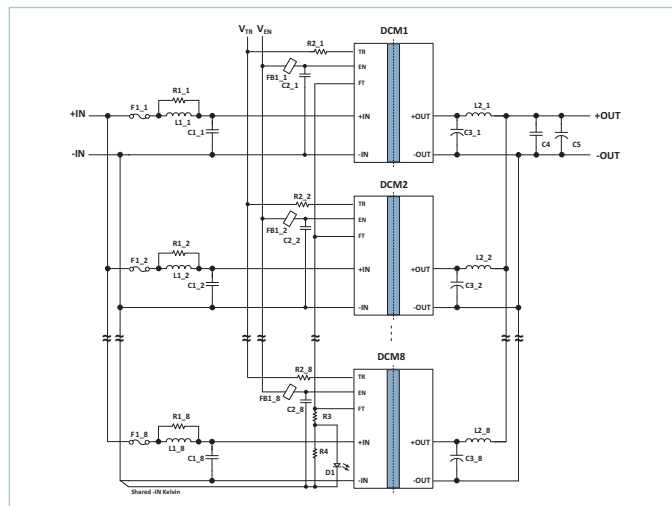 VTR VEN
DCM1
R2_1
TR
EN
FB1_1
C2_1
FT
R1_1
+IN
F1_1
L1_1
C1_1
+IN
+OUT
L2_1
+OUT
C3_1
C4
C5
-IN
-IN
-OUT
-OUT
DCM2
R2_2
TR
EN
FB1_2
C2_2
FT
R1_2
F1_2
L1_2
C1_2
+IN
+OUT
L2_2
C3_2
-IN
-OUT
DCM8
R2_8
TR
EN
FB1_8
C2_8
FT
R3
R1_8
F1_8
L1_8
C1_8
+IN
+OUT
L2_8
C3_8
R4
D1
-IN
-OUT
Shared -IN Kelvin